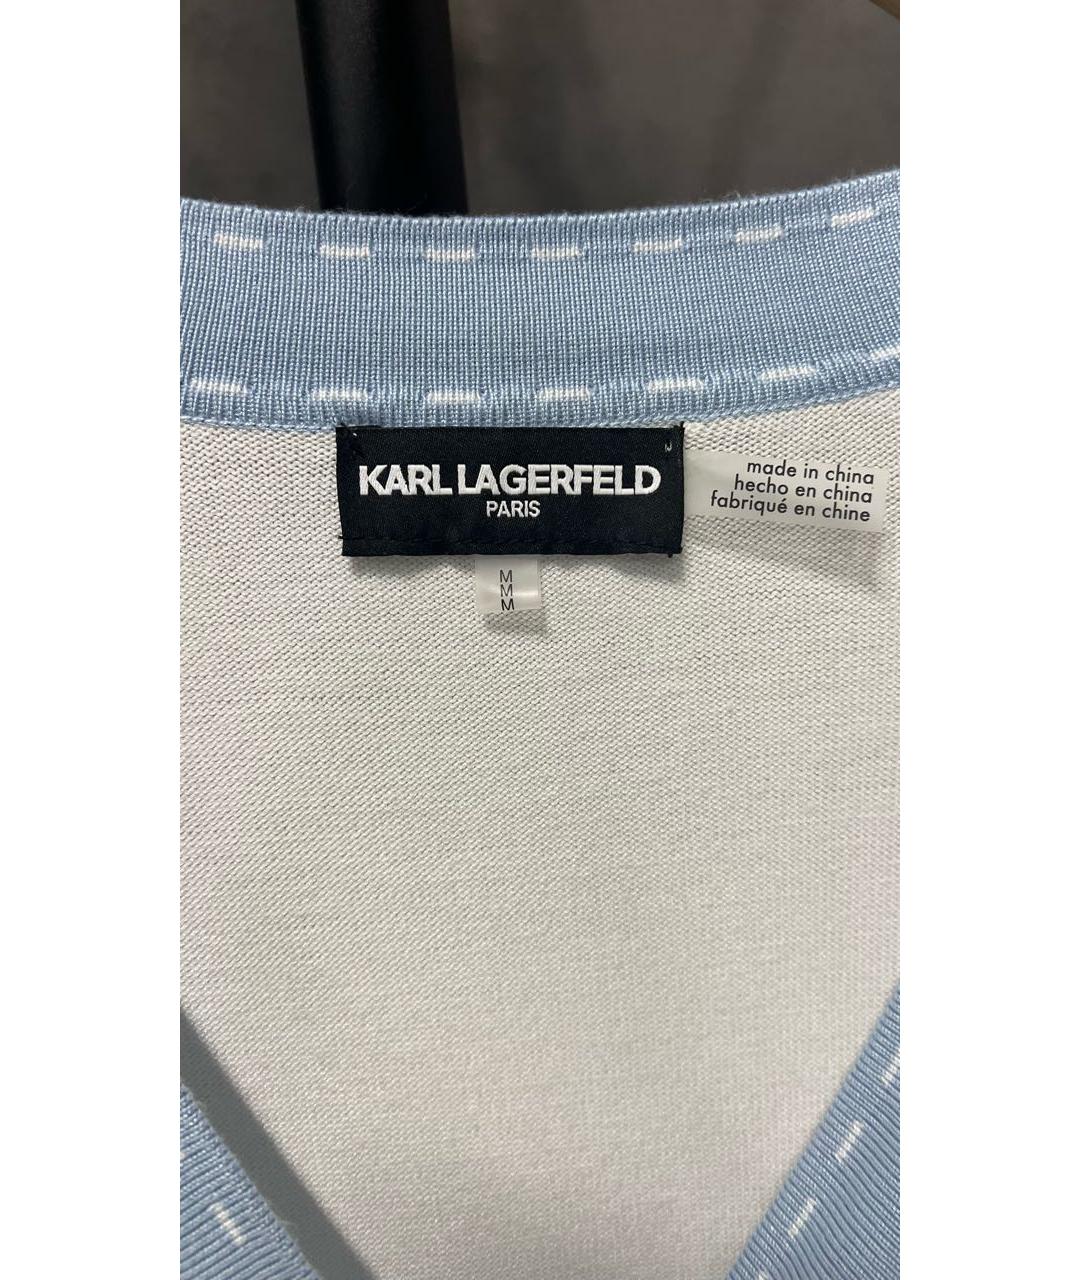 KARL LAGERFELD
PARIS
made in china
hecho en china
fabriqué en chine
M
M
M